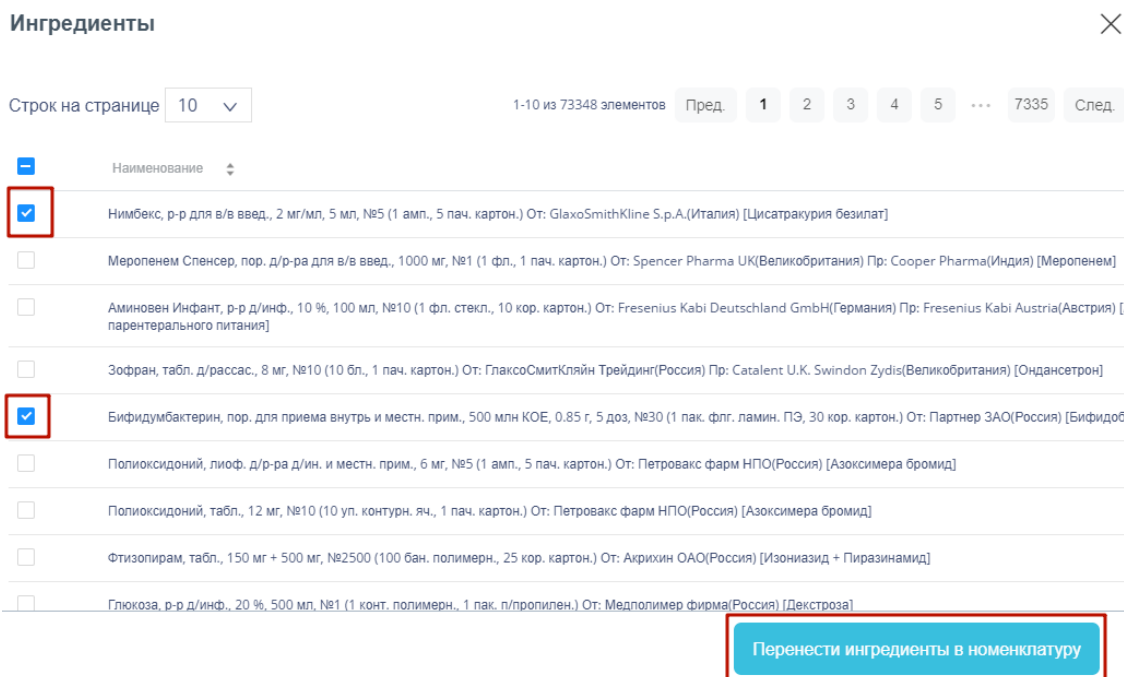 Ингредиенты
Строк на странице 10 1-10 из 73348 элементов Пред. 1 2 3 4 5 ••• 7335 След.
Наименование
Нимбекс, р-р для в/в введ., 2 мг/мл, 5 мл, №5 (1 амп., 5 пач. картон.) От: GlaxoSmithKline S.p.A.(Италия) [Цисатракурия безилат]
Меропенем Спенсер, пор. д/р-ра для в/в введ., 1000 мг, №1 (1 фл., 1 пач. картон.) От: Spencer Pharma UK(Великобритания) Пр: Cooper Pharma(Индия) [Меропенем]
Аминовен Инфант, р-р д/инф., 10 %, 100 мл, №10 (1 фл. стекл., 10 кор. картон.) От: Fresenius Kabi Deutschland GmbH(Германия) Пр: Fresenius Kabi Austria(Австрия) [
парентерального питания]
Зофран, табл. д/рассас., 8 мг, №10 (10 бл., 1 пач. картон.) От: ГлаксоСмитКляйн Трейдинг(Россия) Пр: Catalent U.K. Swindon Zydis(Великобритания) [Ондансетрон]
Бифидумбактерин, пор. для приема внутрь и местн. прим., 500 млн КОЕ, 0.85 г, 5 доз, №30 (1 пак. флг. ламин. ПЭ, 30 кор. картон.) От: Партнер ЗАО(Россия) [Бифидоб
Полиоксидоний, лиоф. д/р-ра д/ин. и местн. прим., 6 мг, №5 (1 амп., 5 пач. картон.) От: Петровакс фарм НПО(Россия) [Азоксимера бромид]
Полиоксидоний, табл., 12 мг, №10 (10 уп. контурн. яч., 1 пач. картон.) От: Петровакс фарм НПО(Россия) [Азоксимера бромид]
Фтизопирам, табл., 150 мг + 500 мг, №2500 (100 бан. полимерн., 25 кор. картон.) От: Акрихин ОАО(Россия) [Изониазид + Пиразинамид]
Глюкоза, р-р д/инф., 20 %, 500 мл, №1 (1 конт. полимерн., 1 пак. п/пропилен.) От: Медполимер фирма(Россия) [Декстроза]
Перенести ингредиенты в номенклатуру